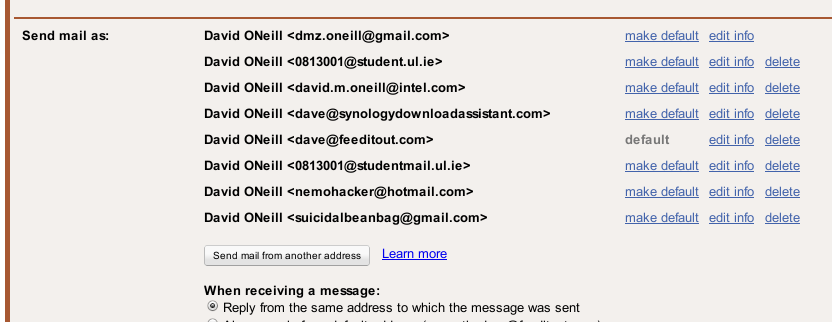 Send mail as: David ONeill <dmz.oneill@gmail.com> make default edit info
David ONeill <0813001@student.ul.ie> make default edit info delete
David ONeill <david.m.oneill@intel.com> make default edit info delete
David ONeill <dave@synologydownloadassistant.com> make default edit info delete
David ONeill <dave@feeditout.com> default edit info delete
David ONeill <0813001@studentmail.ul.ie> make default edit info delete
David ONeill <nemohacker@hotmail.com> make default edit info delete
David ONeill <suicidalbeanbag@gmail.com> make default edit info delete
Send mail from another address Learn more
When receiving a message:
Reply from the same address to which the message was sent